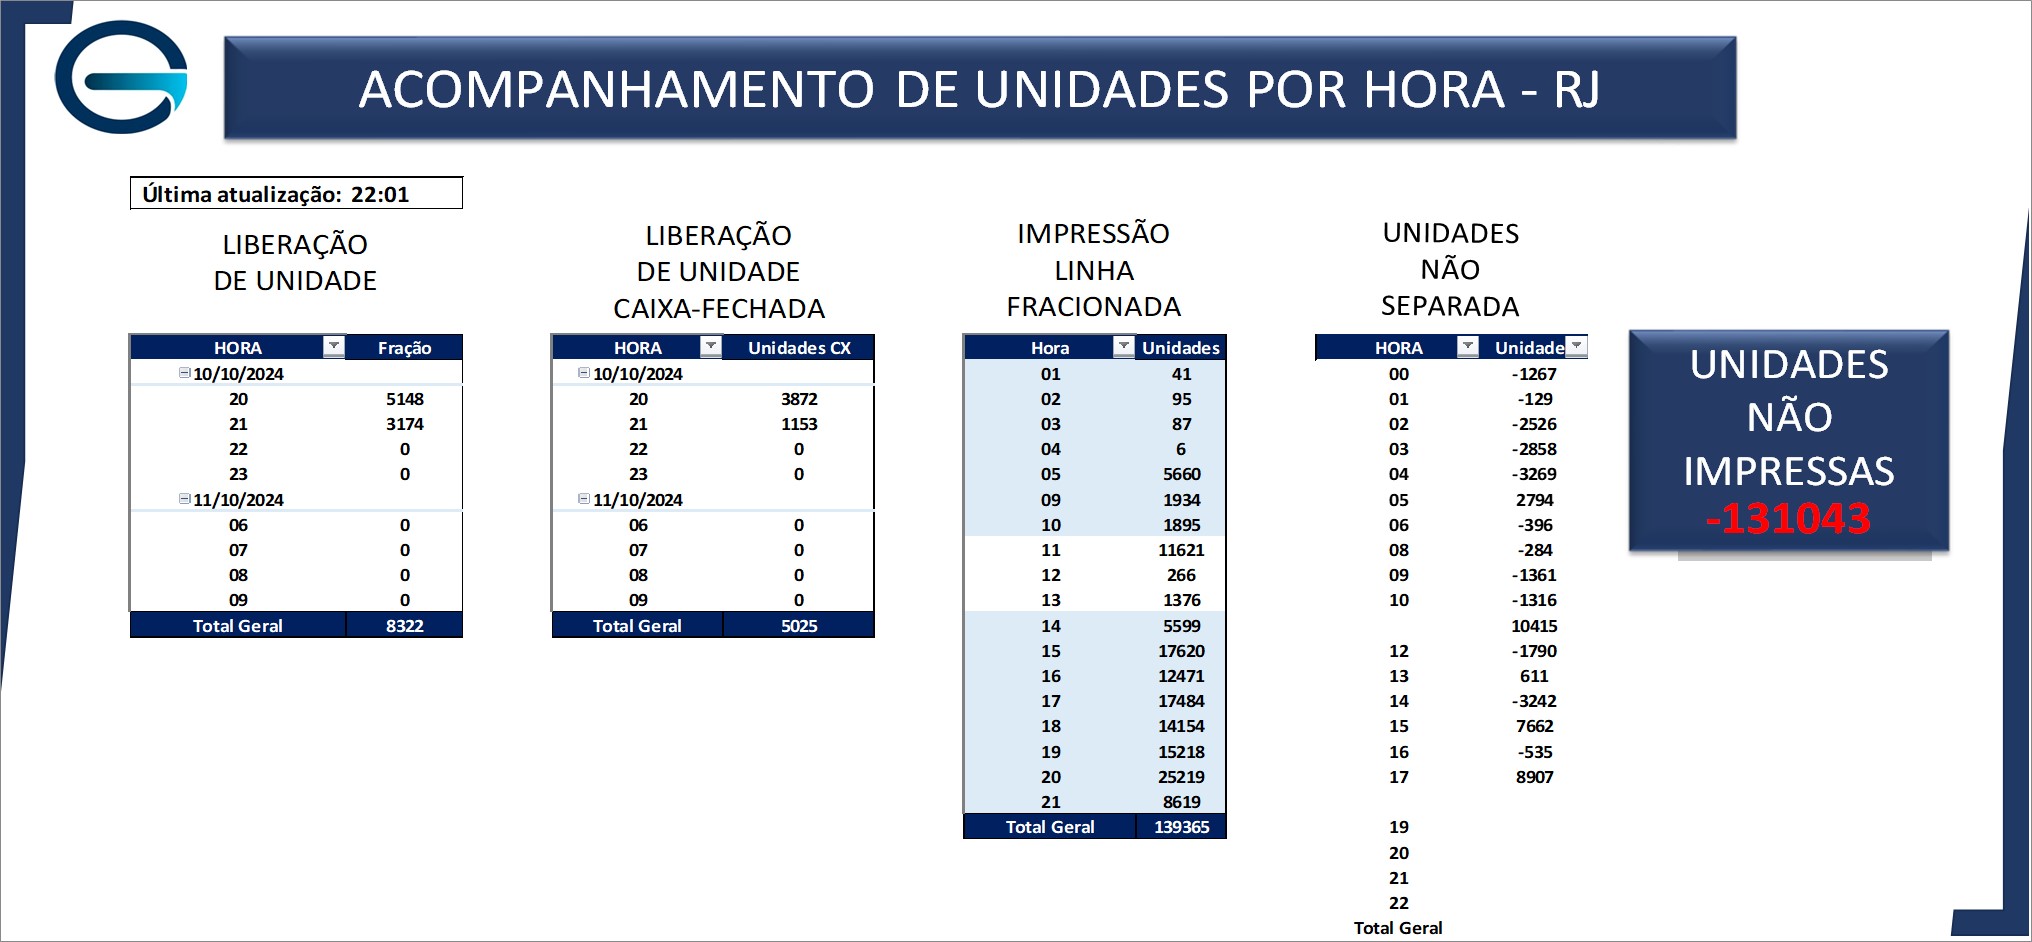 ACOMPANHAMENTO DE UNIDADES POR HORA - RJ
Última atualização: 22:01
LIBERAÇÃO
DE UNIDADE
HORA Fração
10/10/2024
20 5148
21 3174
22 0
23 0
11/10/2024
06 0
07 0
08 0
09 0
Total Geral 8322
LIBERAÇÃO
DE UNIDADE
CAIXA-FECHADA
HORA Unidades CX
10/10/2024
20 3872
21 1153
22 0
23 0
11/10/2024
06 0
07 0
08 0
09 0
Total Geral 5025
IMPRESSÃO
LINHA
FRACIONADA
Hora Unidades
01 41
02 95
03 87
04 6
05 5660
09 1934
10 1895
11 11621
12 266
13 1376
14 5599
15 17620
16 12471
17 17484
18 14154
19 15218
20 25219
21 8619
Total Geral 139365
UNIDADES
NÃO
SEPARADA
HORA Unidade
00 -1267
01 -129
02 -2526
03 -2858
04 -3269
05 2794
06 -396
08 -284
09 -1361
10 -1316
10415
12 -1790
13 611
14 -3242
15 7662
16 -535
17 8907
19
20
21
22
Total Geral
UNIDADES
NÃO
IMPRESSAS
-131043